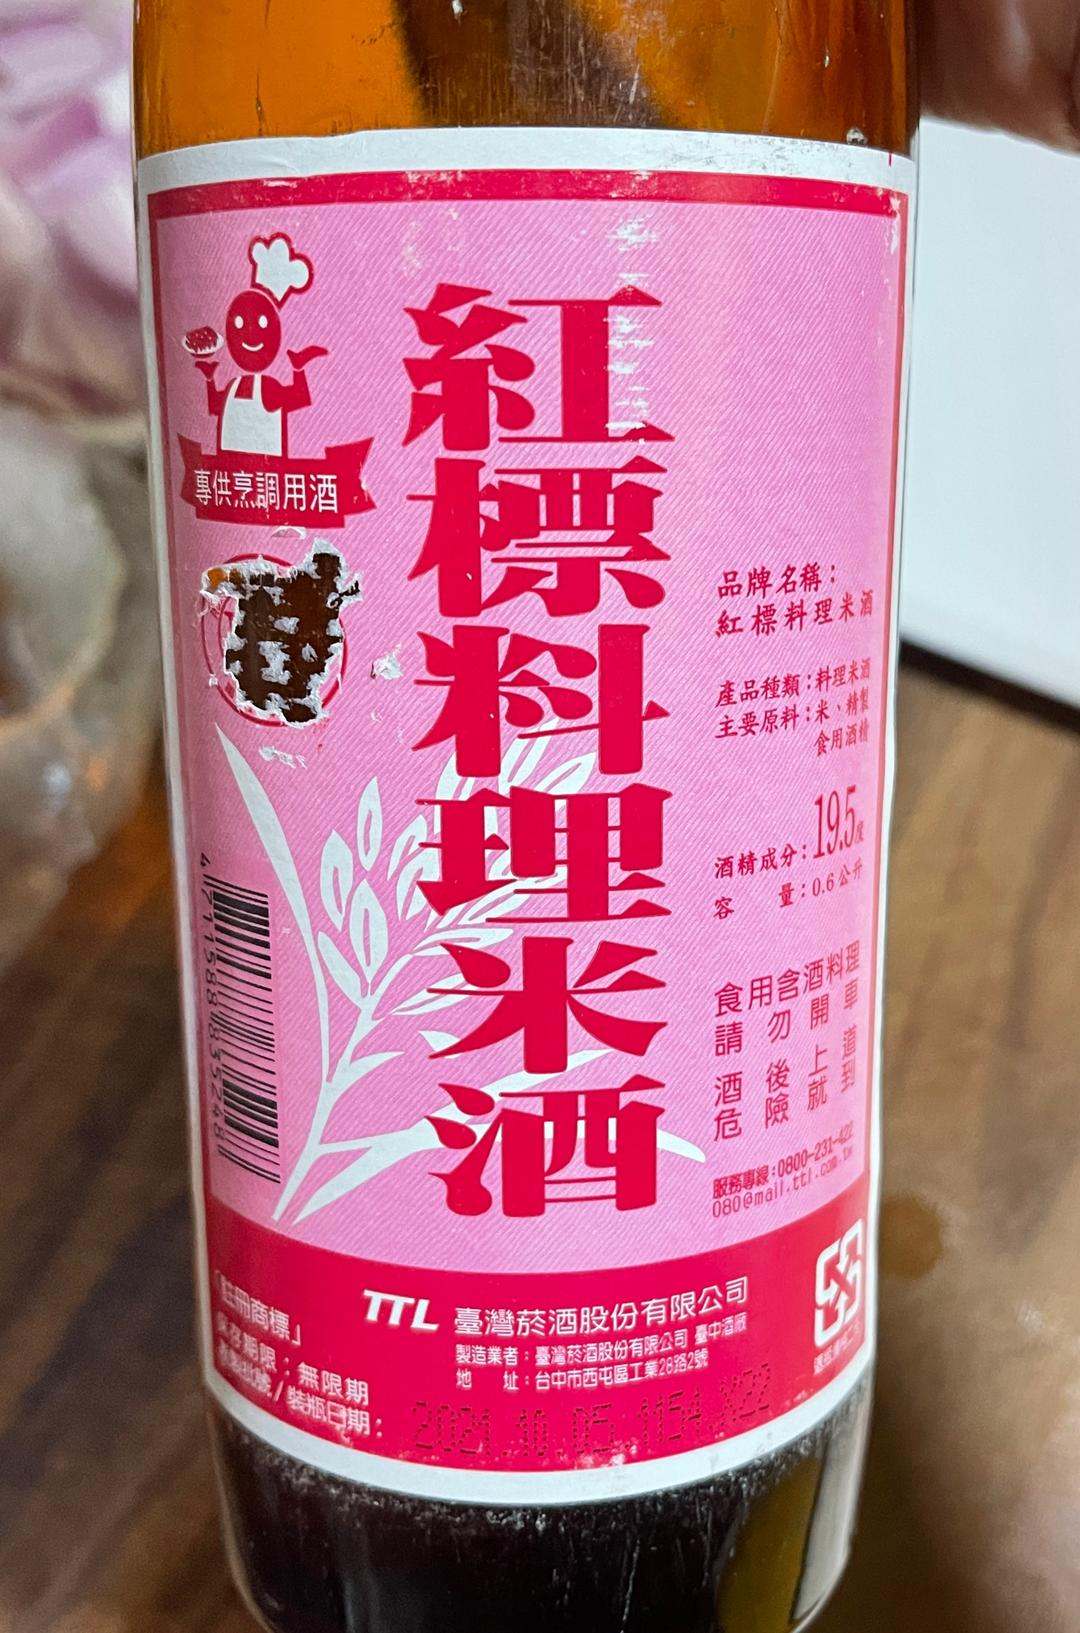 專供烹調用酒
紅標料理米酒
品牌名稱：
紅標料理米酒
產品種類：料理米酒
主要原料：米、精製
食用酒精
酒精成分：19.5度
容　量：0.6公升
食用含酒料理
請勿開車
酒後上道
危險就到
服務專線：0800-231-422
080@mail.ttl.com.tw
「註冊商標」
無限期
裝瓶日期：
TTL 臺灣菸酒股份有限公司
製造業者：臺灣菸酒股份有限公司 臺中酒廠
地　址：台中市西屯區工業28路2號
2021.10.05.1154.X22